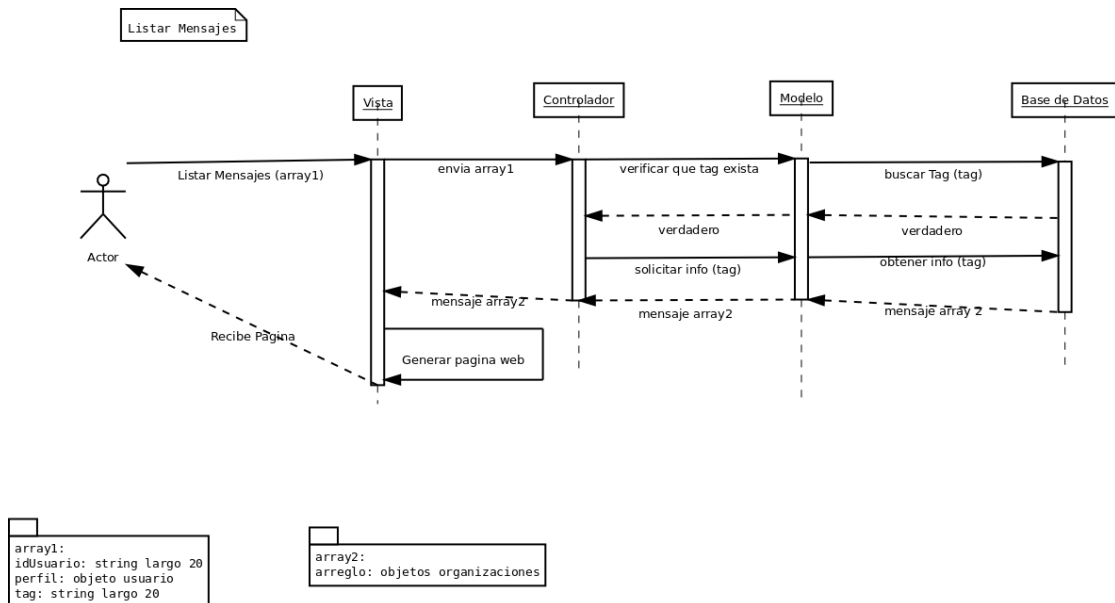 Listar Mensajes
Vista
Controlador
Modelo
Base de Datos
Listar Mensajes (array1)
envia array1
verificar que tag exista
buscar Tag (tag)
verdadero
verdadero
solicitar info (tag)
obtener info (tag)
Actor
mensaje array2
mensaje array2
mensaje array 2
Recibe Pagina
Generar pagina web
array1:
idUsuario: string largo 20
perfil: objeto usuario
tag: string largo 20
array2:
arreglo: objetos organizaciones